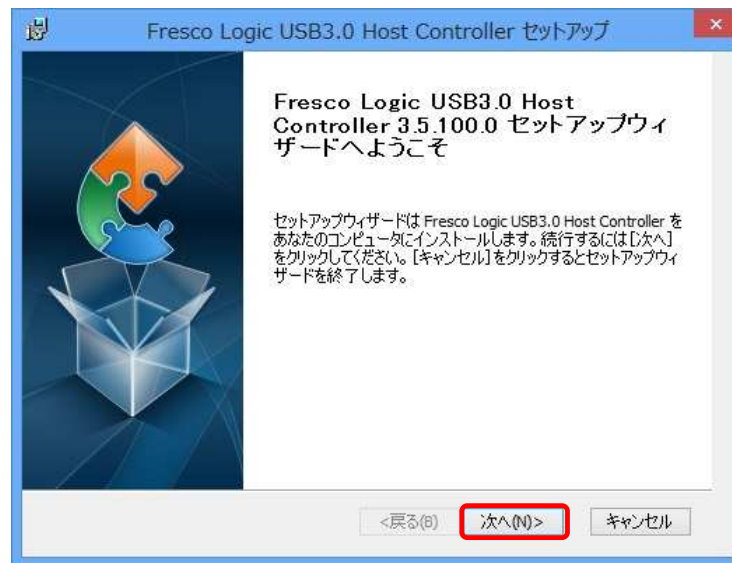 Fresco Logic USB3.0 Host Controller セットアップ
Fresco Logic USB3.0 Host
Controller 3.5.100.0 セットアップウィ
ザードへようこそ
セットアップウィザードは Fresco Logic USB3.0 Host Controller を
あなたのコンピュータにインストールします。続行するには[次へ]
をクリックしてください。[キャンセル]をクリックするとセットアップウィ
ザードを終了します。
<戻る(B)
次へ(N)>
キャンセル